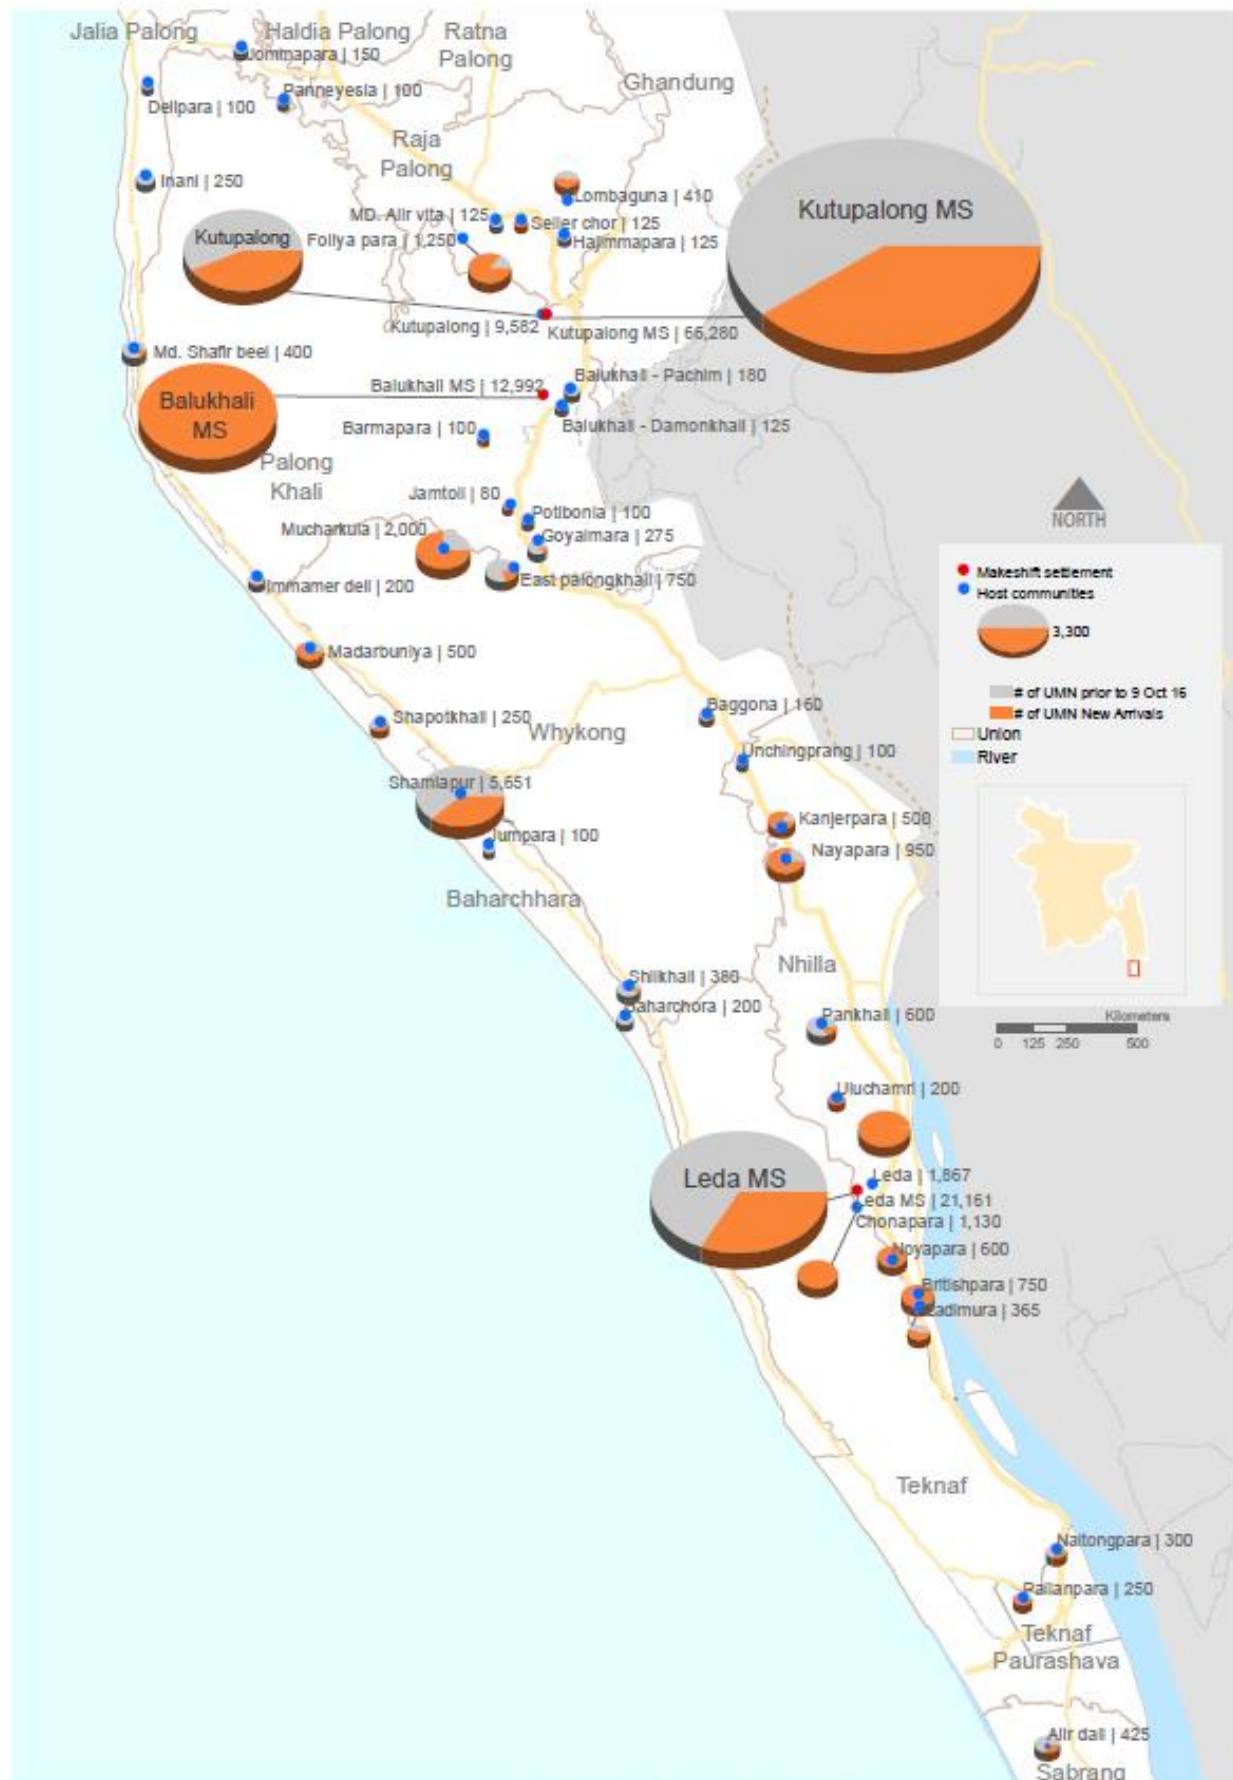 Jalia Palong
Haldia Palong
Ratna
Palong
Jominapara | 150
Ghandung
Delipara | 100
Panneyesia | 100
Raja
Palong
Inani | 250
Lombaguna | 410
Kutupalong MS
MD. Alir vita | 125
Seller chor | 125
Kutupalong
Foliya para | 1,250
Hajimmapara | 125
Kutupalong | 9,582
Kutupalong MS | 66,280
Md. Shafir beel | 400
Balukhali MS | 12,992
Balukhali - Pachim | 180
Balukhali
MS
Barmapara | 100
Balukhali - Damonkhali | 125
Palong
Khali
Jamtoli | 80
Potibonia | 100
NORTH
Mucharkula | 2,000
Goyalmara | 275
Immamer deil | 200
East palongkhali | 750
Makeshift settlement
Host communities
3,300
Madarbuniya | 500
# of UMN prior to 9 Oct 16
# of UMN New Arrivals
Union
River
Shapotkhali | 250
Whykong
Baggona | 160
Unchingprang | 100
Shamlapur | 5,651
Kanjerpara | 500
Jumpara | 100
Nayapara | 950
Baharchhara
Nhilla
Shilkhali | 380
Baharchora | 200
Pankhali | 600
Kilometers
0 125 250 500
Uluchamri | 200
Leda MS
Leda | 1,867
Leda MS | 21,161
Chonapara | 1,130
Noyapara | 600
Britishpara | 750
| 365
Teknaf
Naitongpara | 300
Pallanpara | 250
Teknaf
Paurashava
Alir dail | 425
Sabrang